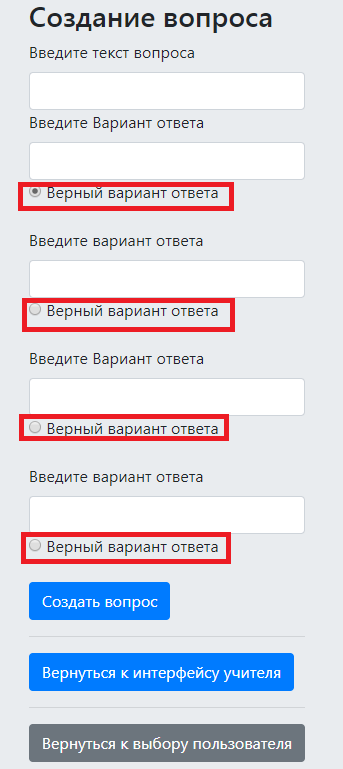 Создание вопроса
Введите текст вопроса
Введите Вариант ответа
Верный вариант ответа
Введите вариант ответа
Верный вариант ответа
Введите Вариант ответа
Верный вариант ответа
Введите вариант ответа
Верный вариант ответа
Создать вопрос
Вернуться к интерфейсу учителя
Вернуться к выбору пользователя